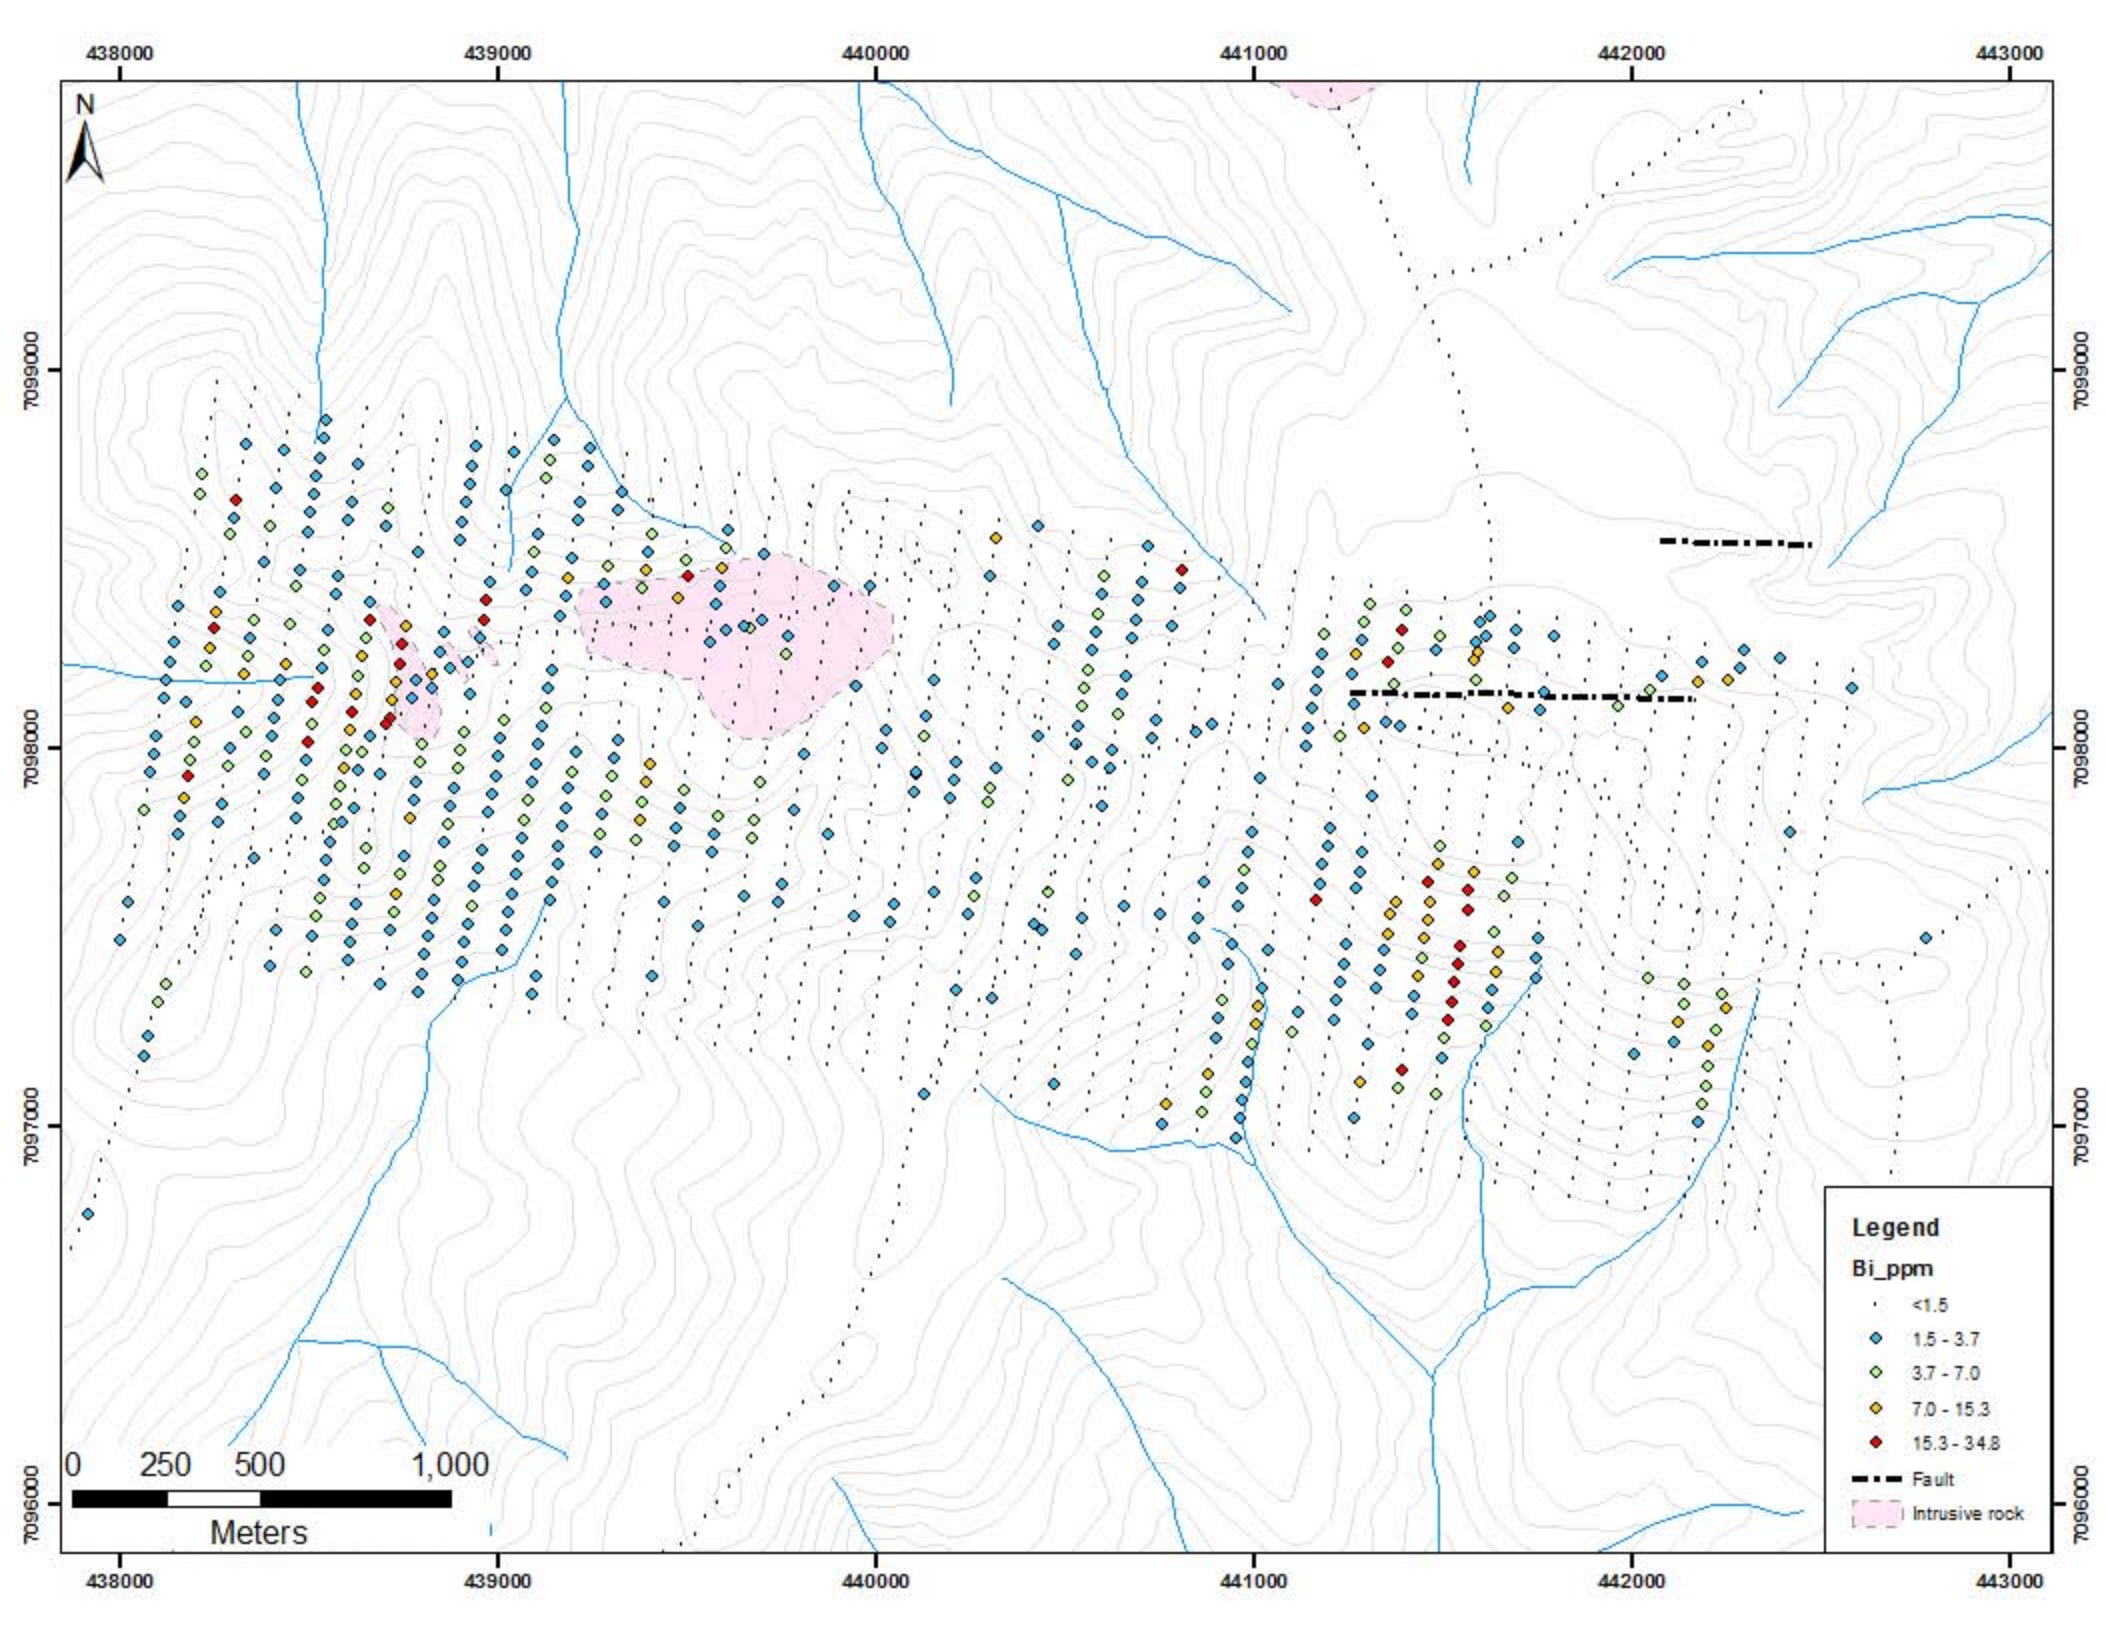 438000 439000 440000 441000 442000 443000
N
7099000 7099000
7098000 7098000
7097000 7097000
7096000 7096000
Legend
Bi_ppm
<1.5
1.5 - 3.7
3.7 - 7.0
7.0 - 15.3
15.3 - 34.8
Fault
Intrusive rock
0 250 500 1,000
Meters
438000 439000 440000 441000 442000 443000